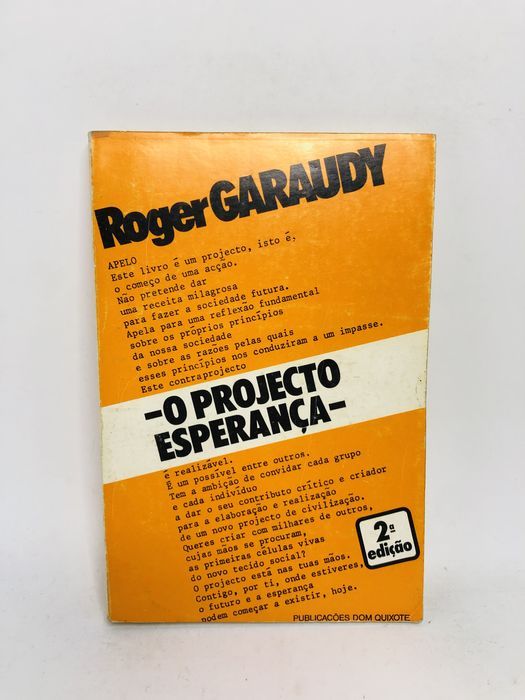 Roger GARAUDY
APELO
Este livro é um projecto, isto é,
o começo de uma acção.
Não pretende dar
uma receita milagrosa
para fazer a sociedade futura.
Apela para uma reflexão fundamental
sobre os próprios princípios
da nossa sociedade
e sobre as razões pelas quais
esses princípios nos conduziram a um impasse.
Este contraprojecto
-O PROJECTO
ESPERANÇA-
é realizável.
É um possível entre outros.
Tem a ambição de convidar cada grupo
e cada indivíduo
a dar o seu contributo crítico e criador
para a elaboração e realização
de um novo projecto de civilização.
Queres criar com milhares de outros,
cujas mãos se procuram,
as primeiras células vivas
do novo tecido social?
O projecto está nas tuas mãos.
Contigo, por ti, onde estiveres,
o futuro e a esperança
podem começar a existir, hoje.
2ª
edição
PUBLICAÇÕES DOM QUIXOTE